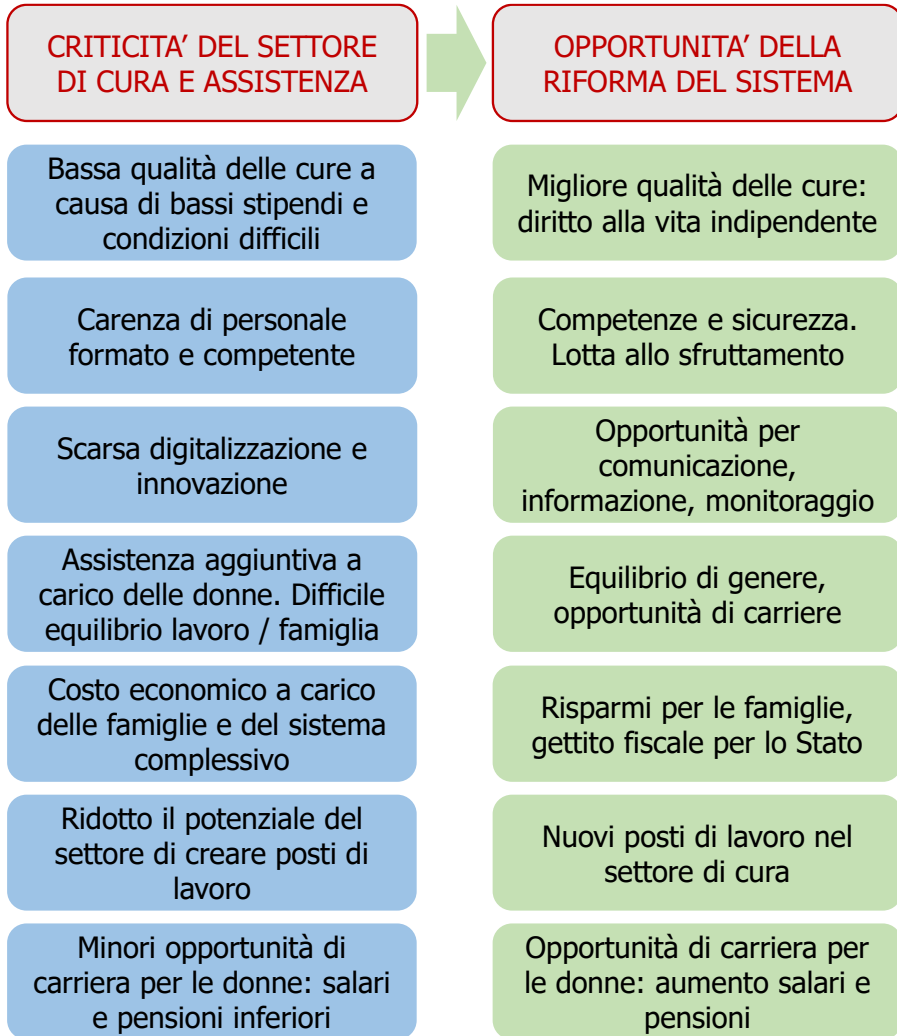 CRITICITA’ DEL SETTORE
DI CURA E ASSISTENZA
OPPORTUNITA’ DELLA
RIFORMA DEL SISTEMA
Bassa qualità delle cure a
causa di bassi stipendi e
condizioni difficili
Migliore qualità delle cure:
diritto alla vita indipendente
Carenza di personale
formato e competente
Competenze e sicurezza.
Lotta allo sfruttamento
Scarsa digitalizzazione e
innovazione
Opportunità per
comunicazione,
informazione, monitoraggio
Assistenza aggiuntiva a
carico delle donne. Difficile
equilibrio lavoro / famiglia
Equilibrio di genere,
opportunità di carriere
Costo economico a carico
delle famiglie e del sistema
complessivo
Risparmi per le famiglie,
gettito fiscale per lo Stato
Ridotto il potenziale del
settore di creare posti di
lavoro
Nuovi posti di lavoro nel
settore di cura
Minori opportunità di
carriera per le donne: salari
e pensioni inferiori
Opportunità di carriera per
le donne: aumento salari e
pensioni